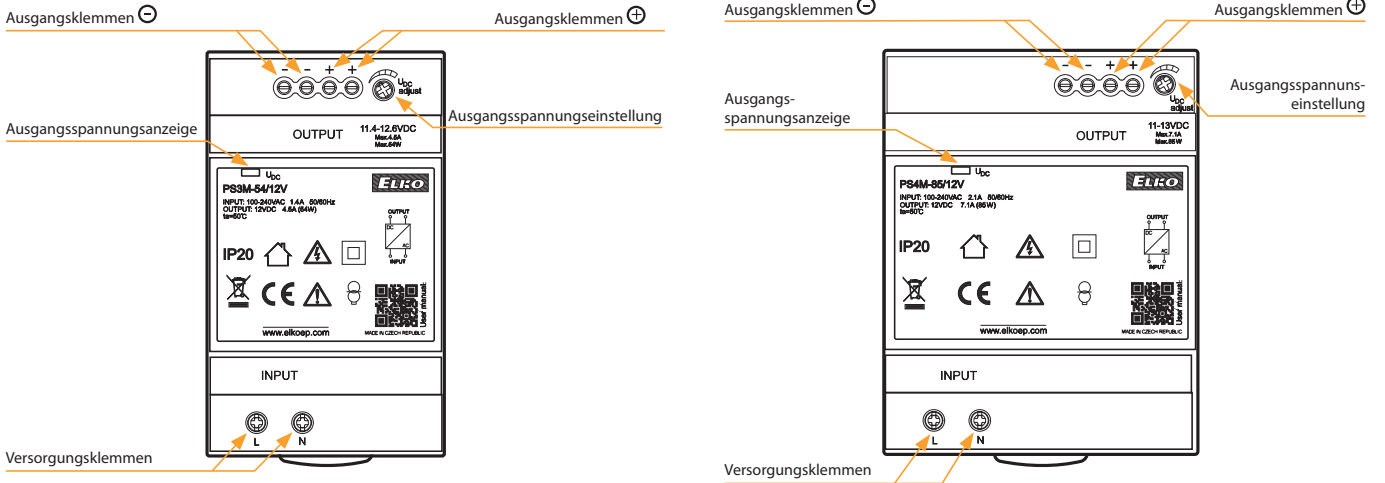 Ausgangsklemmen ⊖
Ausgangsklemmen ⊕
- - + +
UDC
adjust
Ausgangsspannungseinstellung
Ausgangsspannungsanzeige
OUTPUT
11.4-12.6VDC
Max.4.5A
Max.54W
UDC
PS3M-54/12V
ELKO
INPUT: 100-240VAC 1.4A 50/60Hz
OUTPUT: 12VDC 4.5A (54W)
ta=50°C
OUTPUT
DC
AC
INPUT
IP20
CE
User manual:
www.elkoep.com
MADE IN CZECH REPUBLIC
INPUT
L
N
Versorgungsklemmen
Ausgangsklemmen ⊖
Ausgangsklemmen ⊕
- - + +
UDC
adjust
Ausgangsspannuns-
einstellung
Ausgangs-
spannungsanzeige
OUTPUT
11-13VDC
Max.7.1A
Max.85W
UDC
PS4M-85/12V
ELKO
INPUT: 100-240VAC 2.1A 50/60Hz
OUTPUT: 12VDC 7.1A (85W)
ta=50°C
OUTPUT
DC
AC
INPUT
IP20
CE
User manual:
www.elkoep.com
MADE IN CZECH REPUBLIC
INPUT
L
N
Versorgungsklemmen